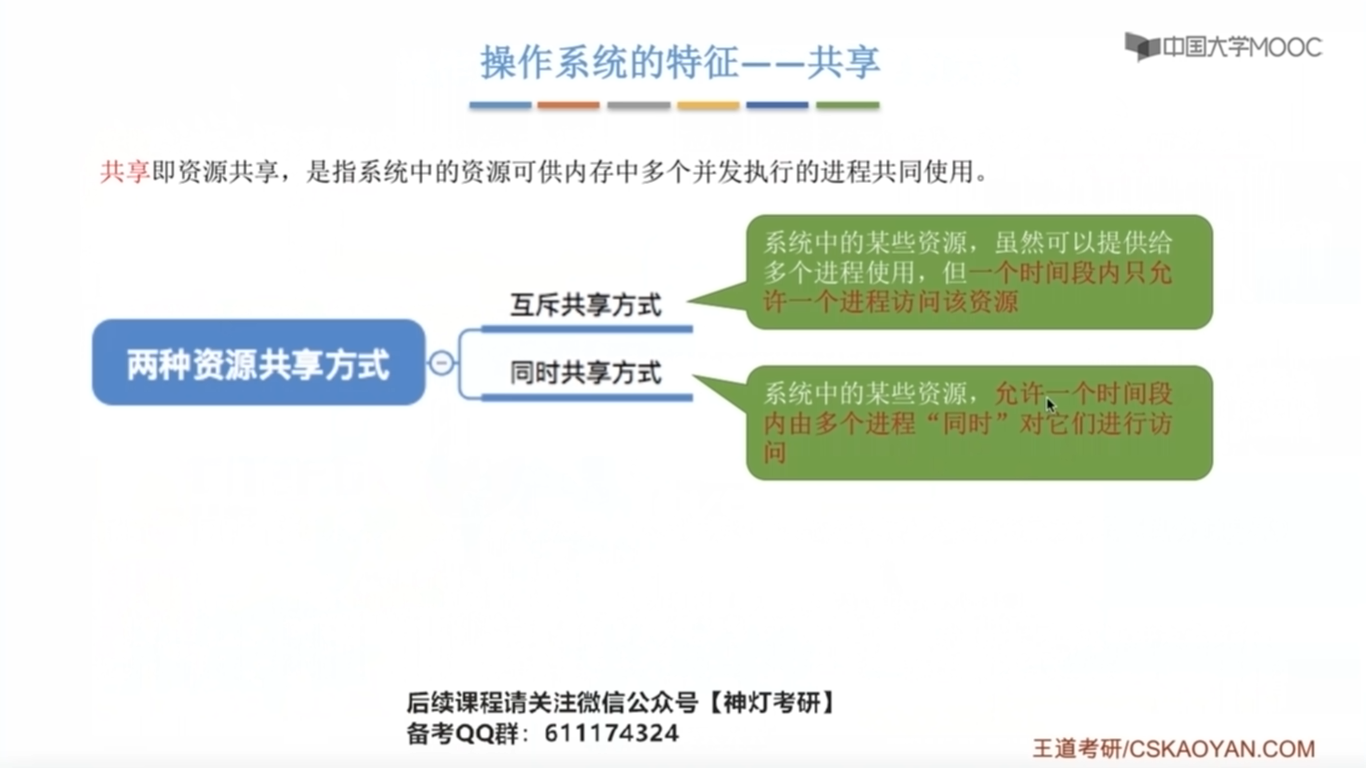 操作系统的特征——共享
中国大学MOOC
共享即资源共享，是指系统中的资源可供内存中多个并发执行的进程共同使用。
系统中的某些资源，虽然可以提供给
多个进程使用，但一个时间段内只允
许一个进程访问该资源
互斥共享方式
两种资源共享方式
同时共享方式
系统中的某些资源，允许一个时间段
内由多个进程“同时”对它们进行访
问
后续课程请关注微信公众号【神灯考研】
备考QQ群：611174324
王道考研/CSKAOYAN.COM